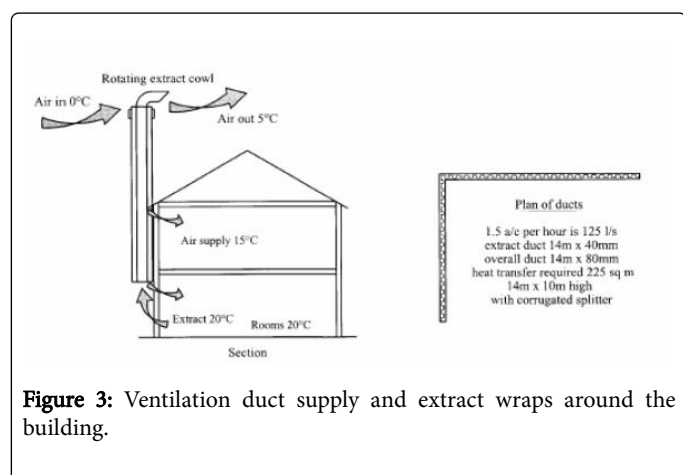 Rotating extract cowl
Air in 0°C
Air out 5°C
Air supply 15°C
Extract 20°C
Rooms 20°C
Section
Plan of ducts
1.5 a/c per hour is 125 l/s
extract duct 14m x 40mm
overall duct 14m x 80mm
heat transfer required 225 sq m
14m x 10m high
with corrugated splitter
Figure 3: Ventilation duct supply and extract wraps around the
building.